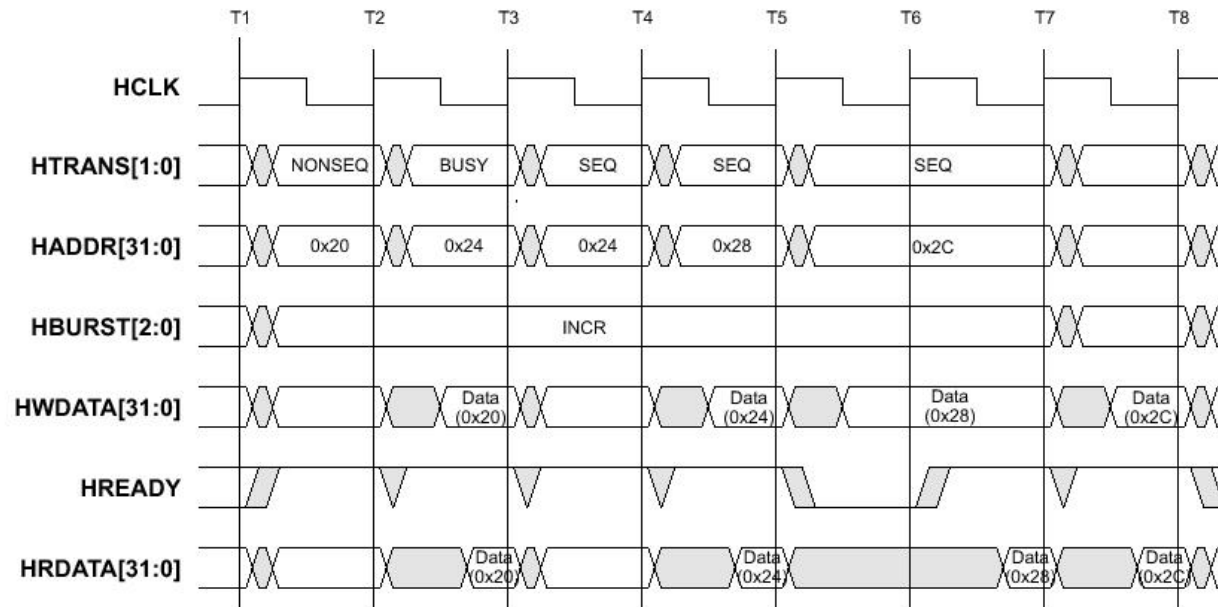 T1 T2 T3 T4 T5 T6 T7 T8
HCLK
HTRANS[1:0] NONSEQ BUSY SEQ SEQ SEQ
HADDR[31:0] 0x20 0x24 0x24 0x28 0x2C
HBURST[2:0] INCR
HWDATA[31:0] Data (0x20) Data (0x24) Data (0x28) Data (0x2C)
HREADY
HRDATA[31:0] Data (0x20) Data (0x24) Data (0x28) Data (0x2C)